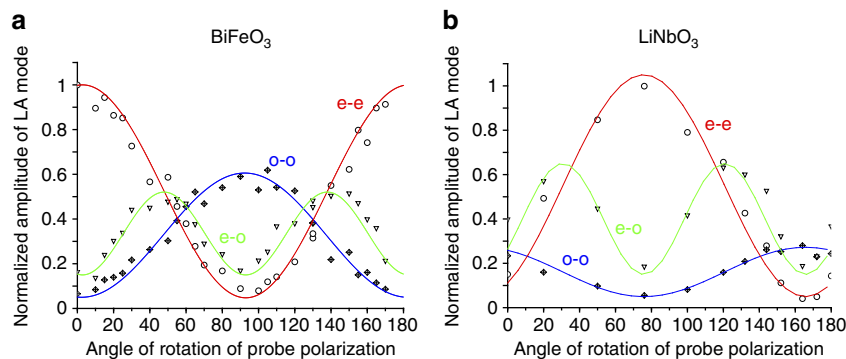 a
BiFeO3
Normalized amplitude of LA mode
1
0.8
0.6
0.4
0.2
0
e-e
o-o
e-o
0 20 40 60 80 100 120 140 160 180
Angle of rotation of probe polarization
b
LiNbO3
Normalized amplitude of LA mode
1
0.8
0.6
0.4
0.2
0
e-e
e-o
o-o
0 20 40 60 80 100 120 140 160 180
Angle of rotation of probe polarization